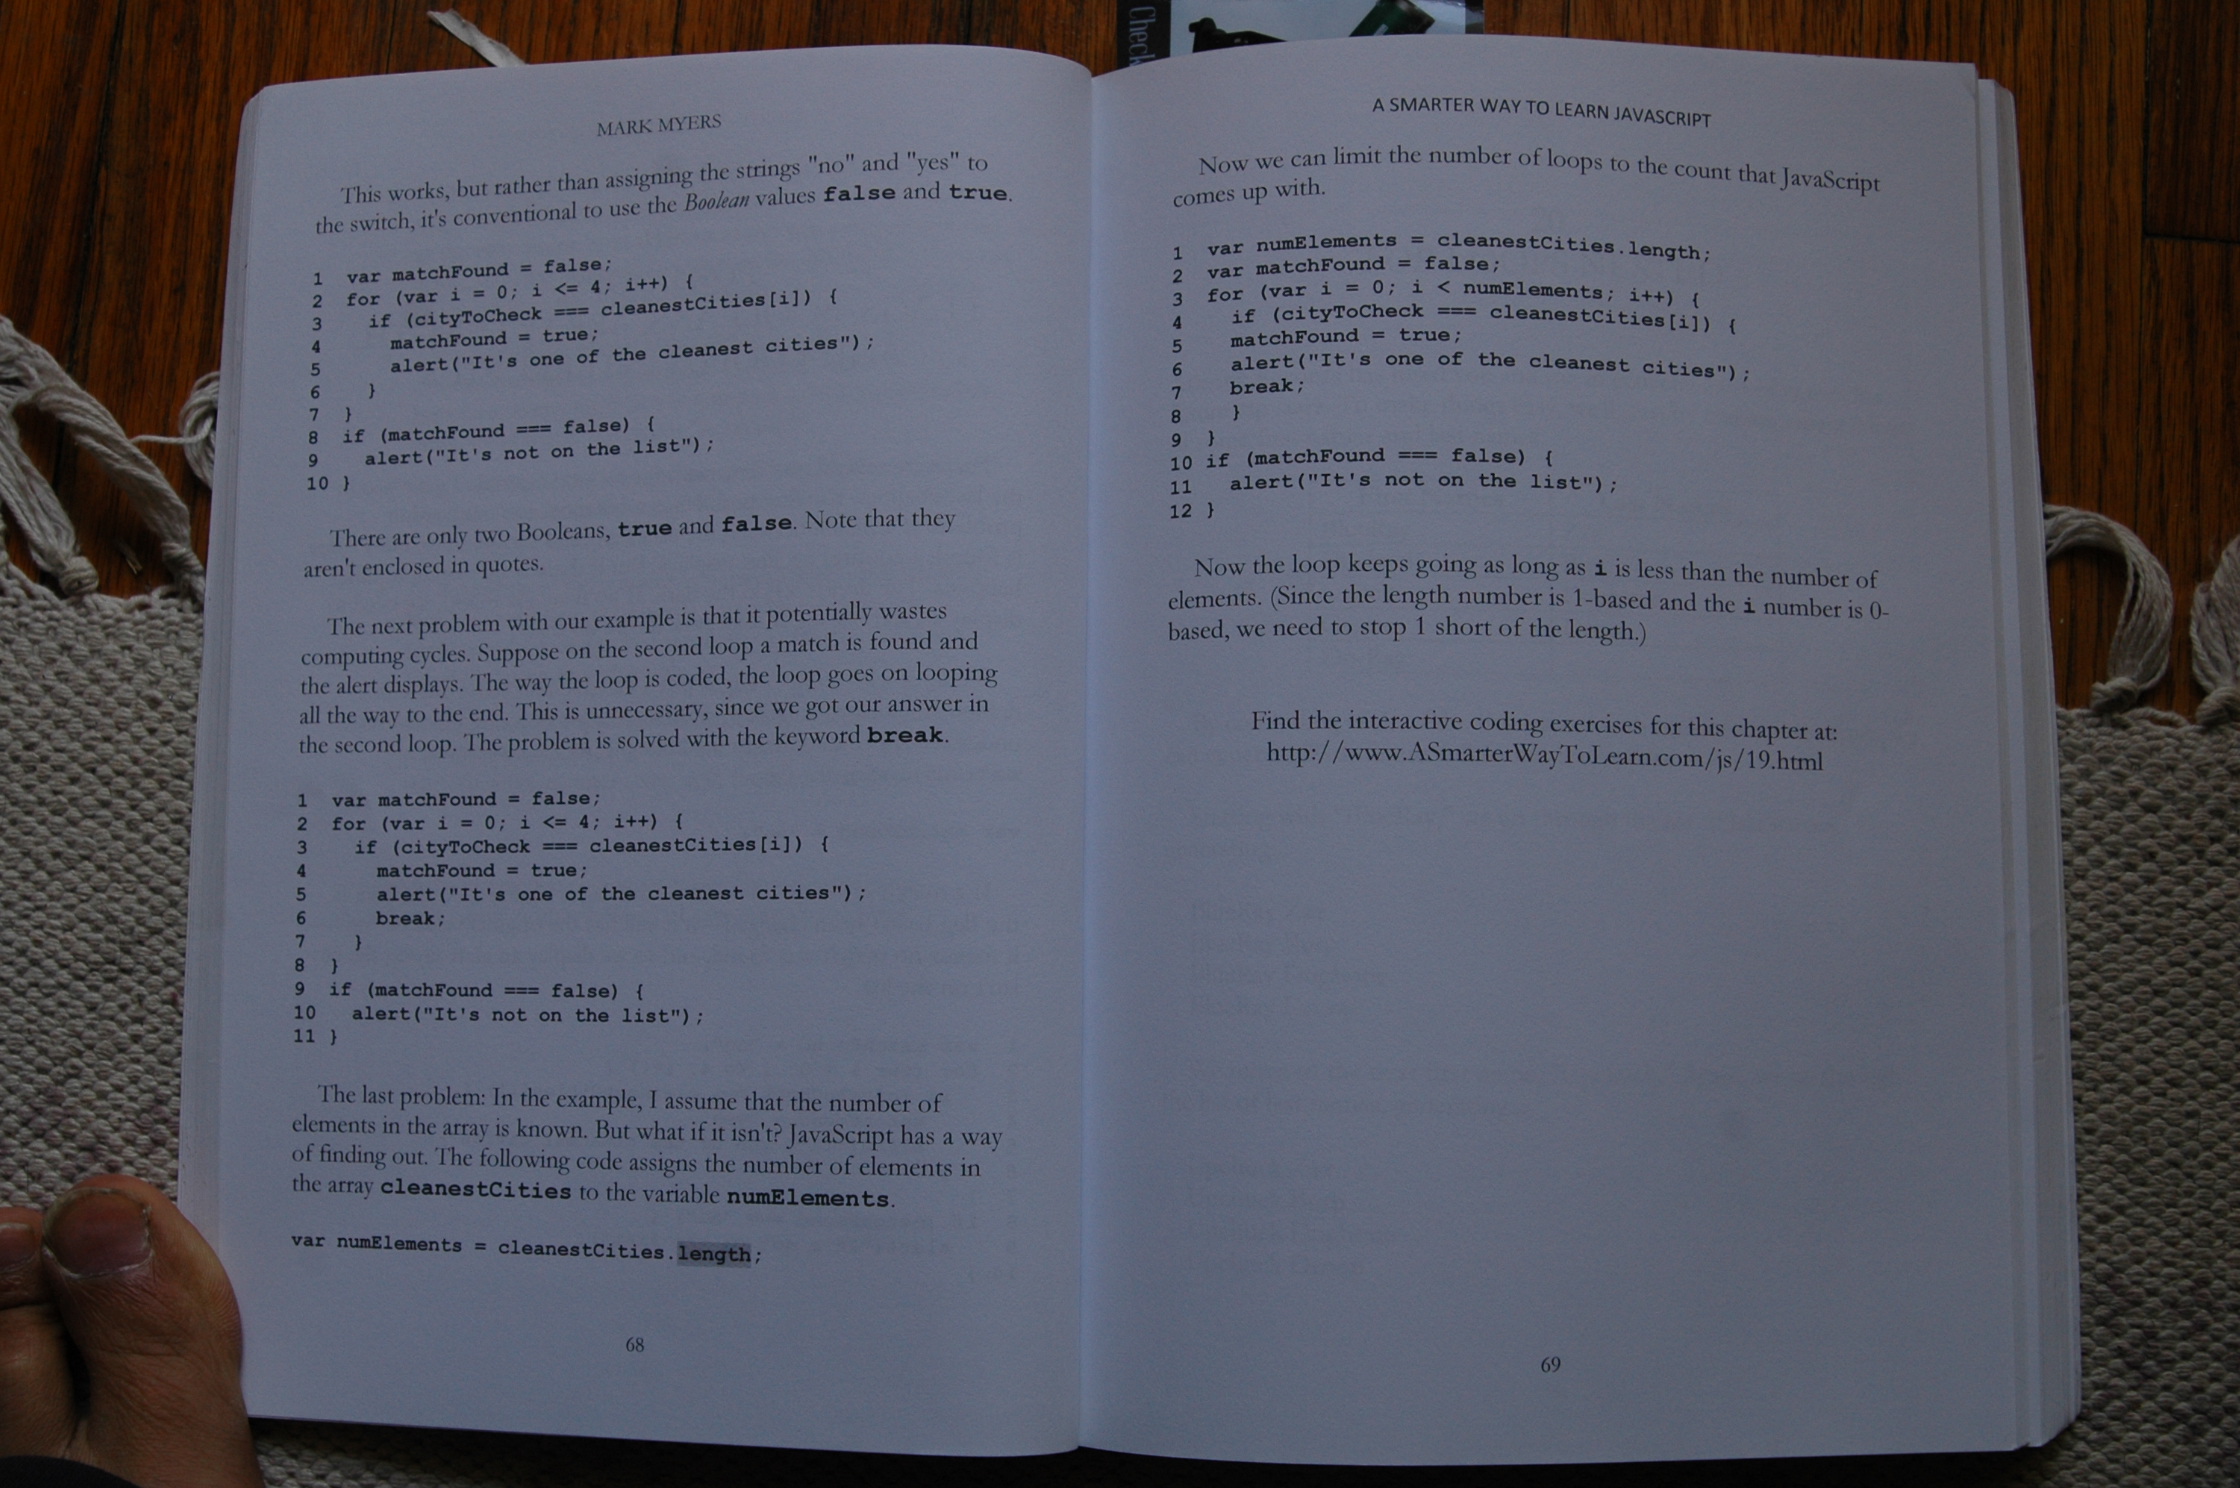 MARK MYERS
This works, but rather than assigning the strings "no" and "yes" to
the switch, it's conventional to use the Boolean values false and true.
1 var matchFound = false;
2 for (var i = 0; i <= 4; i++) {
3 if (cityToCheck === cleanestCities[i]) {
4 matchFound = true;
5 alert("It's one of the cleanest cities");
6 }
7 }
8 if (matchFound === false) {
9 alert("It's not on the list");
10 }
There are only two Booleans, true and false. Note that they
aren't enclosed in quotes.
The next problem with our example is that it potentially wastes
computing cycles. Suppose on the second loop a match is found and
the alert displays. The way the loop is coded, the loop goes on looping
all the way to the end. This is unnecessary, since we got our answer in
the second loop. The problem is solved with the keyword break.
1 var matchFound = false;
2 for (var i = 0; i <= 4; i++) {
3 if (cityToCheck === cleanestCities[i]) {
4 matchFound = true;
5 alert("It's one of the cleanest cities");
6 break;
7 }
8 }
9 if (matchFound === false) {
10 alert("It's not on the list");
11 }
The last problem: In the example, I assume that the number of
elements in the array is known. But what if it isn't? JavaScript has a way
of finding out. The following code assigns the number of elements in
the array cleanestCities to the variable numElements.
var numElements = cleanestCities.length;
68
A SMARTER WAY TO LEARN JAVASCRIPT
Now we can limit the number of loops to the count that JavaScript
comes up with.
1 var numElements = cleanestCities.length;
2 var matchFound = false;
3 for (var i = 0; i < numElements; i++) {
4 if (cityToCheck === cleanestCities[i]) {
5 matchFound = true;
6 alert("It's one of the cleanest cities");
7 break;
8 }
9 }
10 if (matchFound === false) {
11 alert("It's not on the list");
12 }
Now the loop keeps going as long as i is less than the number of
elements. (Since the length number is 1-based and the i number is 0-
based, we need to stop 1 short of the length.)
Find the interactive coding exercises for this chapter at:
http://www.ASmarterWayToLearn.com/js/19.html
69
Check